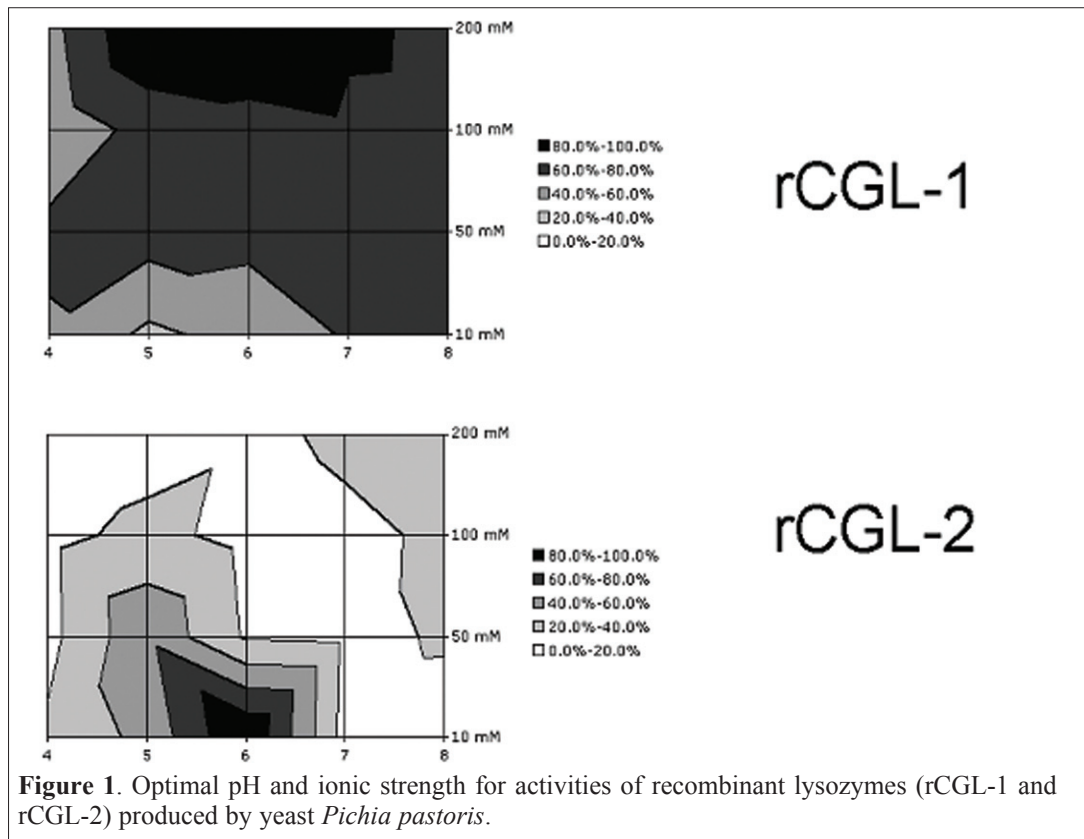 200 mM
100 mM
50 mM
10 mM
4 5 6 7 8
80.0%-100.0%
60.0%-80.0%
40.0%-60.0%
20.0%-40.0%
0.0%-20.0%
rCGL-1
200 mM
100 mM
50 mM
10 mM
4 5 6 7 8
80.0%-100.0%
60.0%-80.0%
40.0%-60.0%
20.0%-40.0%
0.0%-20.0%
rCGL-2
Figure 1. Optimal pH and ionic strength for activities of recombinant lysozymes (rCGL-1 and
rCGL-2) produced by yeast Pichia pastoris.